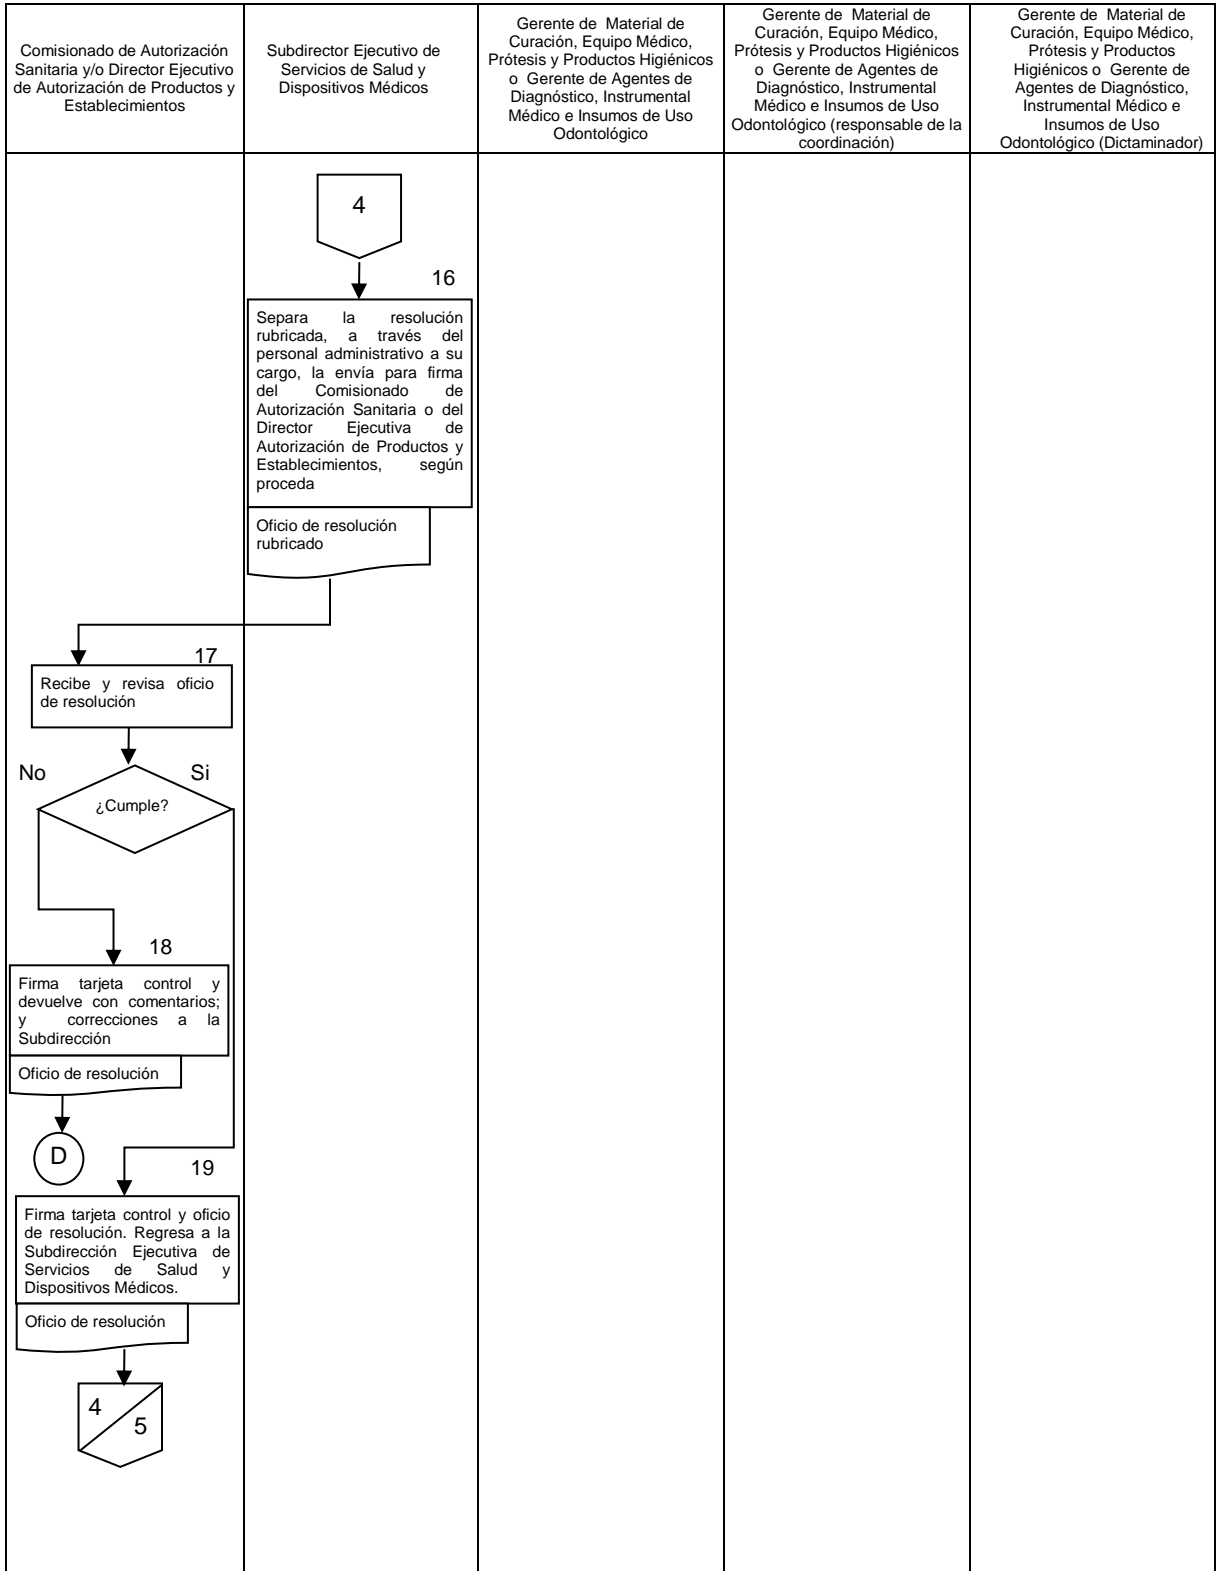 Comisionado de Autorización
Sanitaria y/o Director Ejecutivo
de Autorización de Productos y
Establecimientos
Subdirector Ejecutivo de
Servicios de Salud y
Dispositivos Médicos
Gerente de Material de
Curación, Equipo Médico,
Prótesis y Productos Higiénicos
o Gerente de Agentes de
Diagnóstico, Instrumental
Médico e Insumos de Uso
Odontológico
Gerente de Material de
Curación, Equipo Médico,
Prótesis y Productos Higiénicos
o Gerente de Agentes de
Diagnóstico, Instrumental
Médico e Insumos de Uso
Odontológico (responsable de la
coordinación)
Gerente de Material de
Curación, Equipo Médico,
Prótesis y Productos
Higiénicos o Gerente de
Agentes de Diagnóstico,
Instrumental Médico e
Insumos de Uso
Odontológico (Dictaminador)
4
16
Separa la resolución
rubricada, a través del
personal administrativo a su
cargo, la envía para firma
del Comisionado de
Autorización Sanitaria o del
Director Ejecutiva de
Autorización de Productos y
Establecimientos, según
proceda
Oficio de resolución
rubricado
17
Recibe y revisa oficio
de resolución
No
Si
¿Cumple?
18
Firma tarjeta control y
devuelve con comentarios;
y correcciones a la
Subdirección
Oficio de resolución
D
19
Firma tarjeta control y oficio
de resolución. Regresa a la
Subdirección Ejecutiva de
Servicios de Salud y
Dispositivos Médicos.
Oficio de resolución
4
5